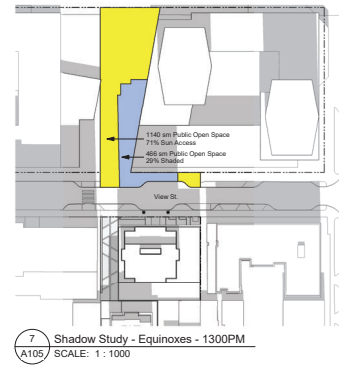 1140 sm Public Open Space
71% Sun Access
466 sm Public Open Space
29% Shaded
View St.
7
Shadow Study - Equinoxes - 1300PM
A105
SCALE: 1 : 1000